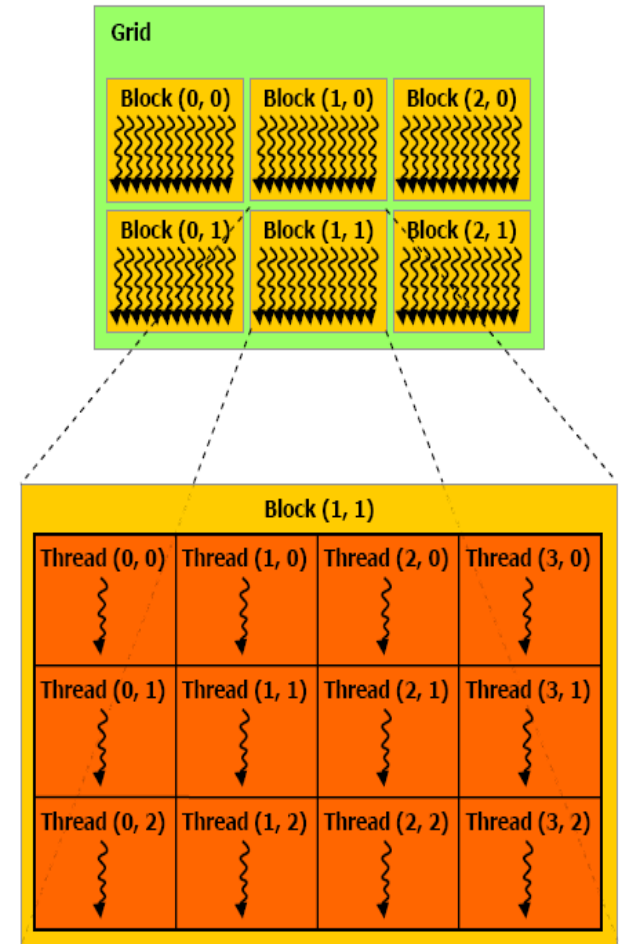 Grid
Block (0, 0) Block (1, 0) Block (2, 0)
Block (0, 1) Block (1, 1) Block (2, 1)
Block (1, 1)
Thread (0, 0) Thread (1, 0) Thread (2, 0) Thread (3, 0)
Thread (0, 1) Thread (1, 1) Thread (2, 1) Thread (3, 1)
Thread (0, 2) Thread (1, 2) Thread (2, 2) Thread (3, 2)